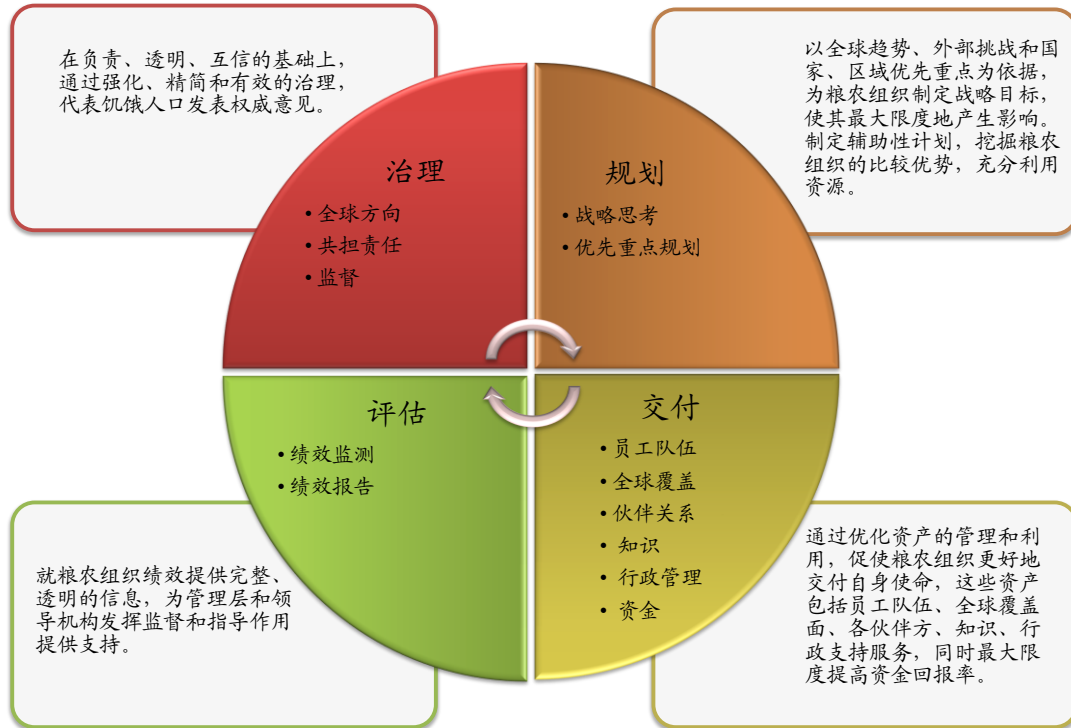 在负责、透明、互信的基础上，
通过强化、精简和有效的治理，
代表饥饿人口发表权威意见。
以全球趋势、外部挑战和国
家、区域优先重点为依据，
为粮农组织制定战略目标，
使其最大限度地产生影响。
制定辅助性计划，挖掘粮农
组织的比较优势，充分利用
资源。
治理
• 全球方向
• 共担责任
• 监督
规划
• 战略思考
• 优先重点规划
评估
• 绩效监测
• 绩效报告
交付
• 员工队伍
• 全球覆盖
• 伙伴关系
• 知识
• 行政管理
• 资金
就粮农组织绩效提供完整、
透明的信息，为管理层和领
导机构发挥监督和指导作用
提供支持。
通过优化资产的管理和利
用，促使粮农组织更好地
交付自身使命，这些资产
包括员工队伍、全球覆盖
面、各伙伴方、知识、行
政支持服务，同时最大限
度提高资金回报率。